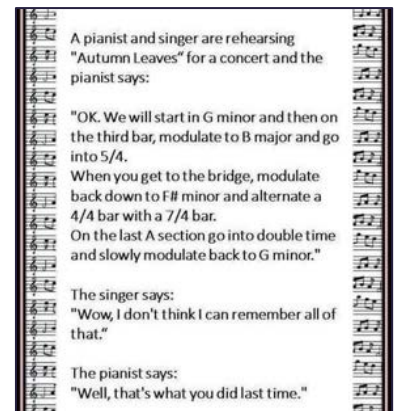 A pianist and singer are rehearsing
"Autumn Leaves" for a concert and the
pianist says:
"OK. We will start in G minor and then on
the third bar, modulate to B major and go
into 5/4.
When you get to the bridge, modulate
back down to F# minor and alternate a
4/4 bar with a 7/4 bar.
On the last A section go into double time
and slowly modulate back to G minor."
The singer says:
"Wow, I don't think I can remember all of
that."
The pianist says:
"Well, that's what you did last time."